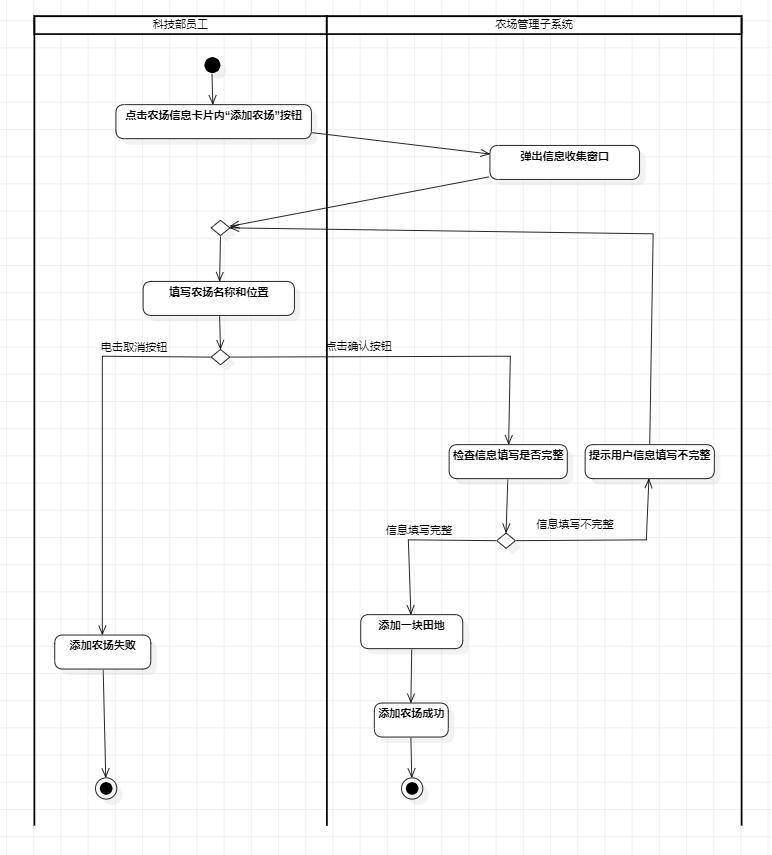 科技部员工
农场管理子系统
点击农场信息卡片内“添加农场”按钮
弹出信息收集窗口
填写农场名称和位置
电击取消按钮
点击确认按钮
检查信息填写是否完整
提示用户信息填写不完整
信息填写完整
信息填写不完整
添加一块田地
添加农场失败
添加农场成功